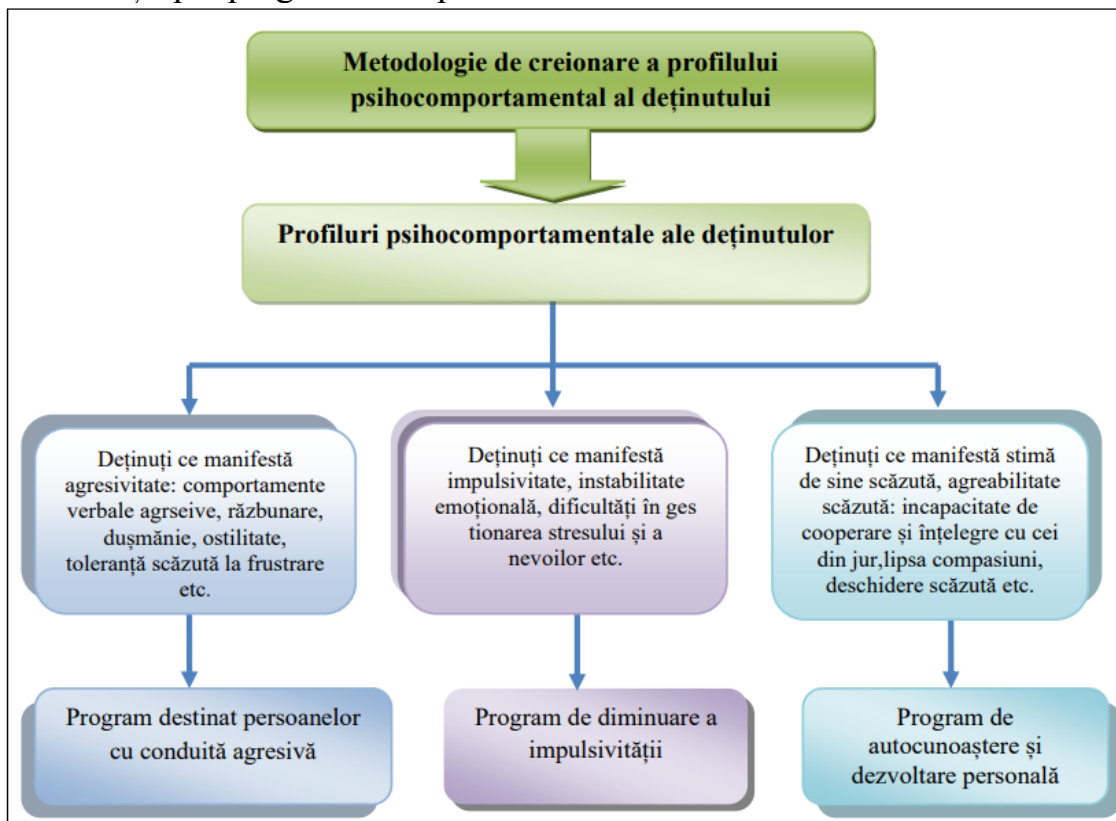 Metodologie de creionare a profilului
psihocomportamental al deținutului
Profiluri psihocomportamentale ale deținutulor
Deținuți ce manifestă
agresivitate: comportamente
verbale agrseive, răzbunare,
dușmănie, ostilitate,
toleranță scăzută la frustrare
etc.
Deținuți ce manifestă
impulsivitate, instabilitate
emoțională, dificultăți în ges
tionarea stresului și a
nevoilor etc.
Deținuți ce manifestă stimă
de sine scăzută, agreabilitate
scăzută: incapacitate de
cooperare și înțelegre cu cei
din jur,lipsa compasiuni,
deschidere scăzută etc.
Program destinat persoanelor
cu conduită agresivă
Program de diminuare a
impulsivității
Program de
autocunoaștere și
dezvoltare personală